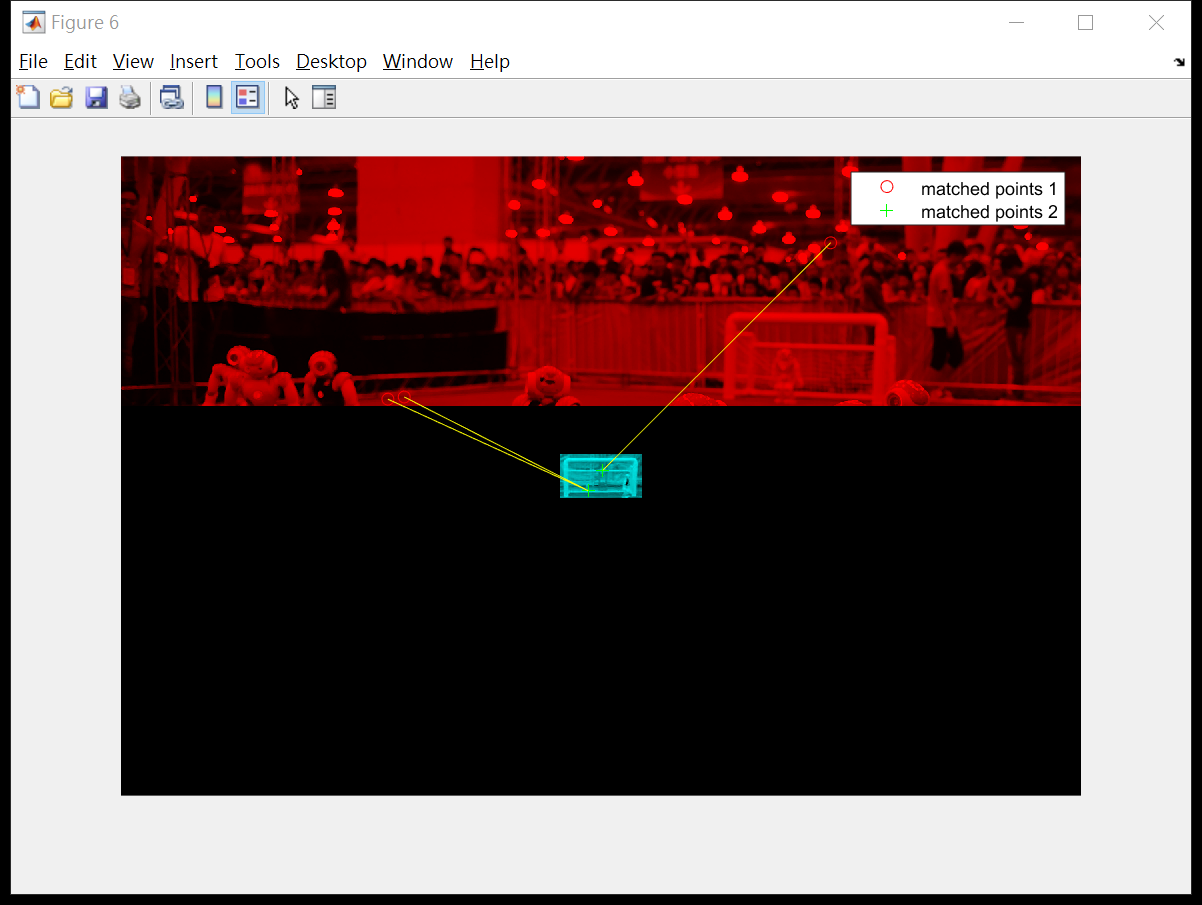 Figure 6
File Edit View Insert Tools Desktop Window Help
matched points 1
matched points 2